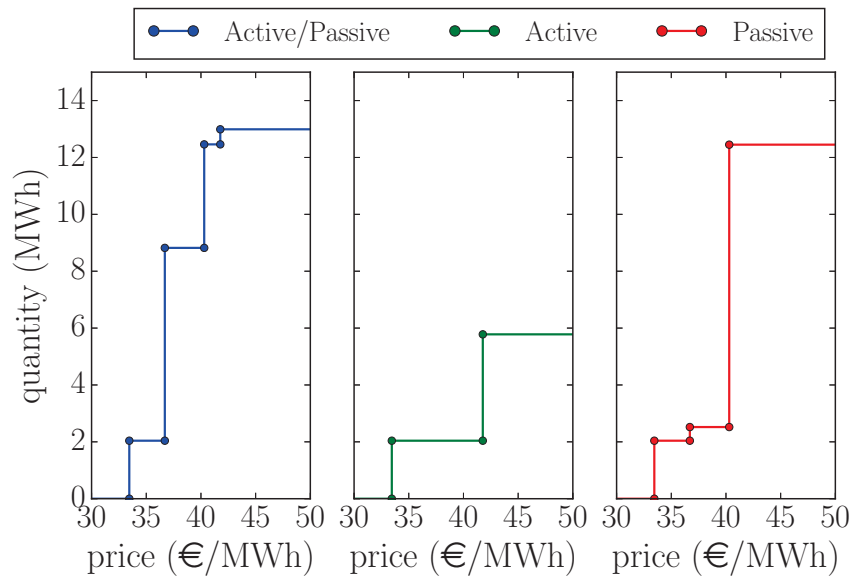 Active/Passive Active Passive
quantity (MWh)
14
12
10
8
6
4
2
0
30 35 40 45 50 30 35 40 45 50 30 35 40 45 50
price (€/MWh) price (€/MWh) price (€/MWh)